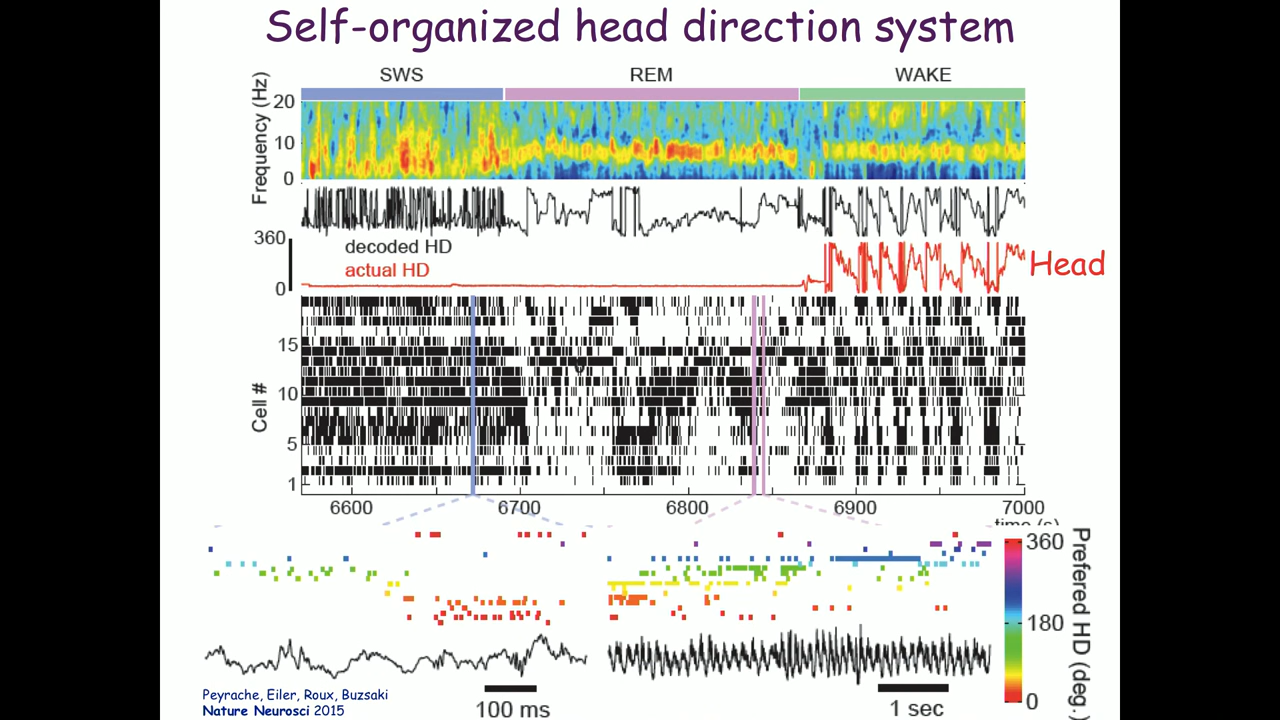 Self-organized head direction system
SWS REM WAKE
Frequency (Hz)
20
10
0
360
0
decoded HD
actual HD
Head
Cell #
15
10
5
1
6600 6700 6800 6900 7000
time (s)
Prefered HD (deg.)
360
180
0
100 ms
1 sec
Peyrache, Eiler, Roux, Buzsaki
Nature Neurosci 2015